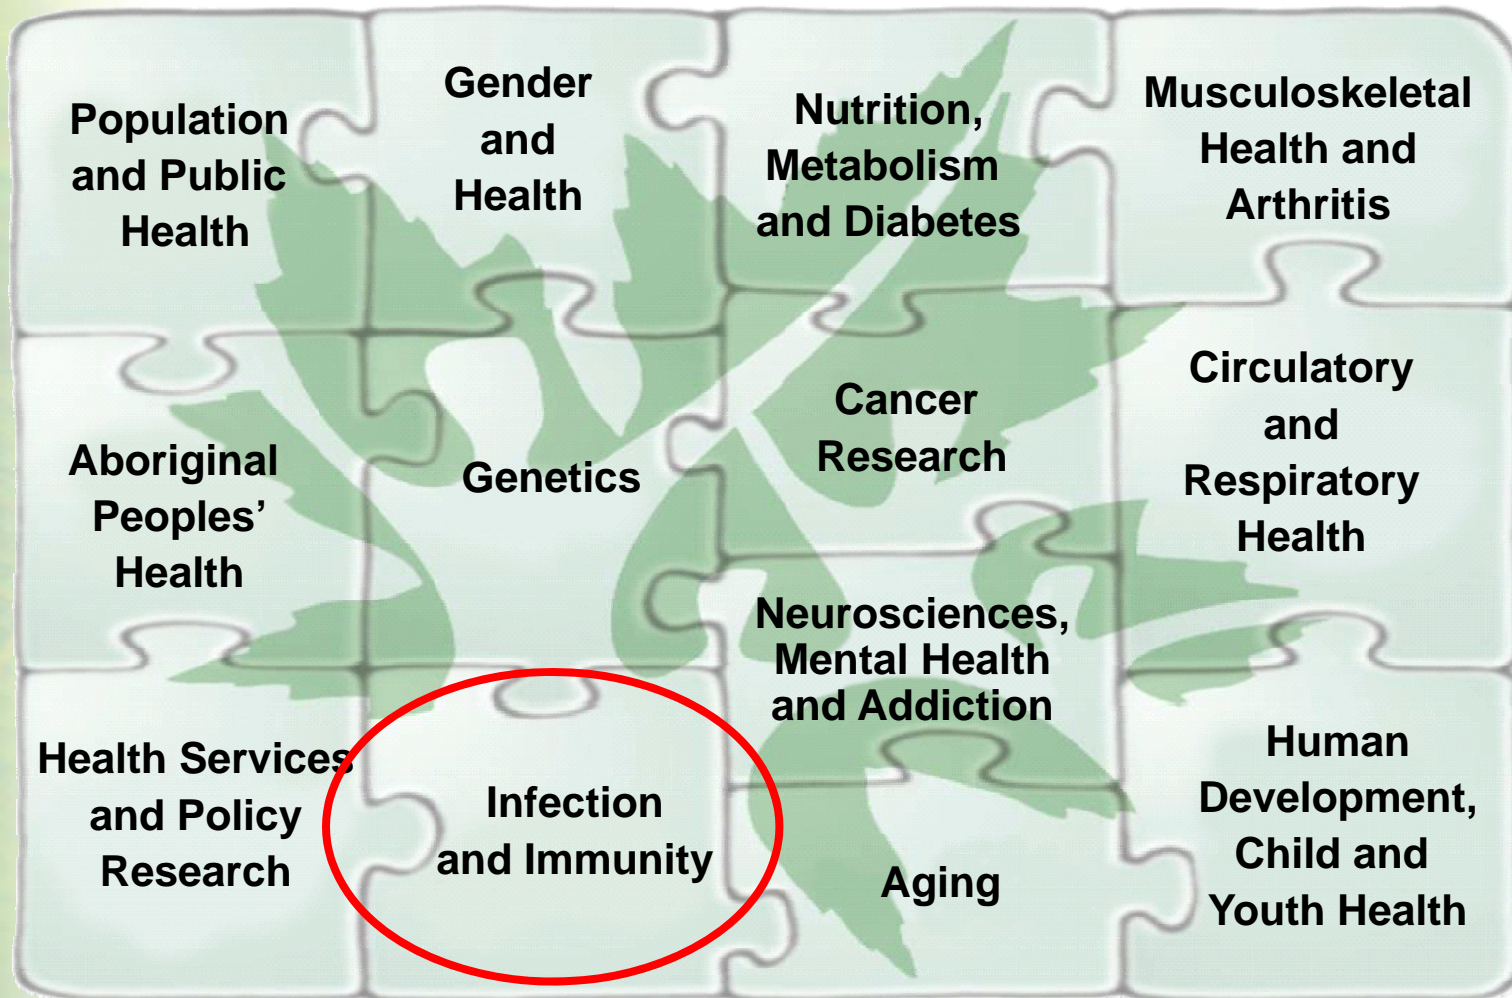 Population
and Public
Health
Gender
and
Health
Nutrition,
Metabolism
and Diabetes
Musculoskeletal
Health and
Arthritis
Aboriginal
Peoples’
Health
Genetics
Cancer
Research
Circulatory
and
Respiratory
Health
Health Services
and Policy
Research
Infection
and Immunity
Neurosciences,
Mental Health
and Addiction
Aging
Human
Development,
Child and
Youth Health